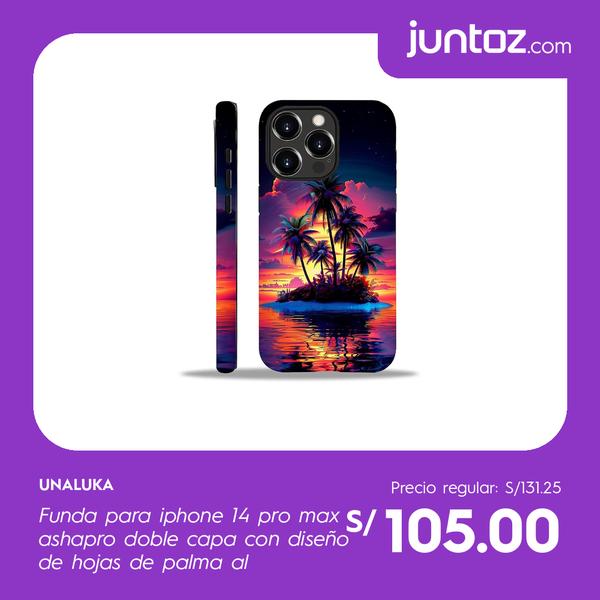 juntoz.com
UNALUKA
Funda para iphone 14 pro max
ashapro doble capa con diseño
de hojas de palma al
Precio regular: S/131.25
S/ 105.00